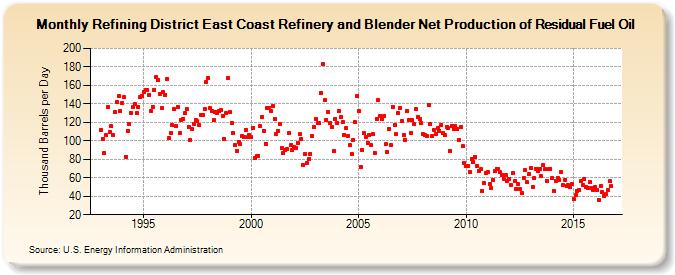 Monthly Refining District East Coast Refinery and Blender Net Production of Residual Fuel Oil
Thousand Barrels per Day
200
180
160
140
120
100
80
60
40
20
1995 2000 2005 2010 2015
Source: U.S. Energy Information Administration